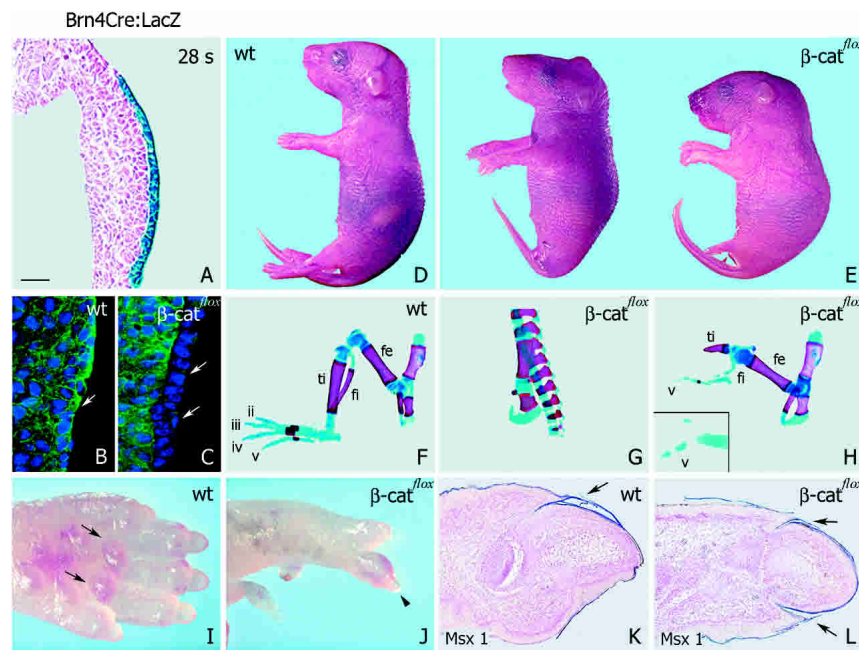 Brn4Cre:LacZ
28 s
A
wt
D
β-cat^flox
E
wt
B
β-cat^flox
C
wt
fe
ti
fi
ii
iii
iv
v
F
β-cat^flox
G
β-cat^flox
ti
fe
fi
v
v
H
wt
I
β-cat^flox
J
wt
Msx 1
K
β-cat^flox
Msx 1
L